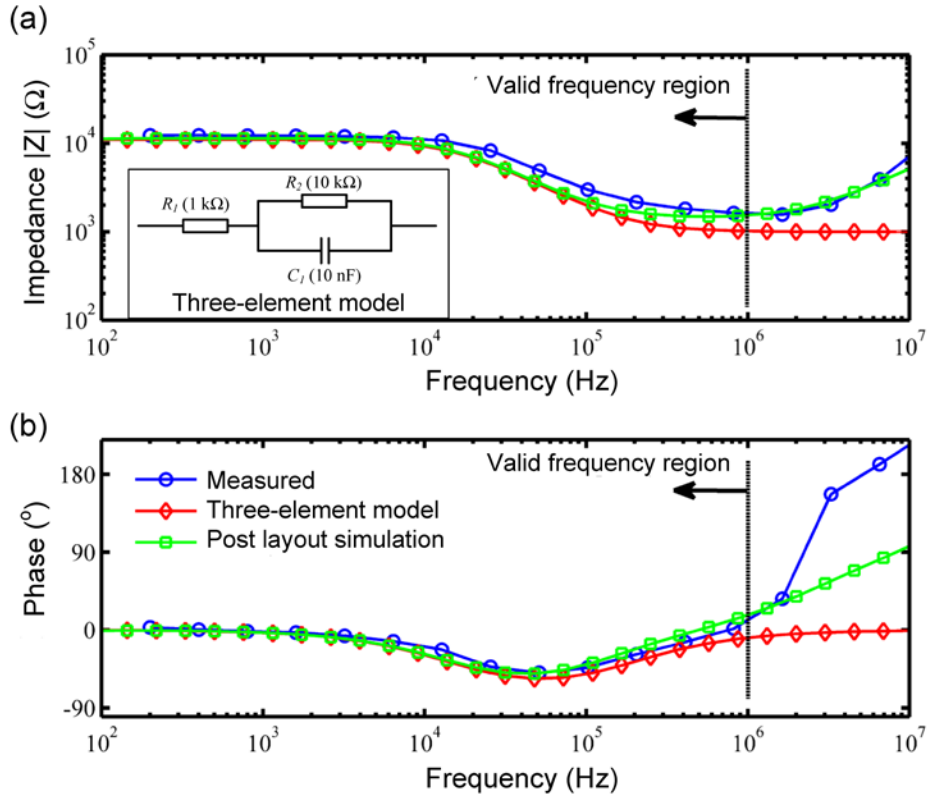 (a)
Impedance |Z| (Ω)
10^5
10^4
10^3
10^2
Valid frequency region
R1 (1 kΩ)
R2 (10 kΩ)
C1 (10 nF)
Three-element model
10^2 10^3 10^4 10^5 10^6 10^7
Frequency (Hz)
(b)
Phase (°)
180
90
0
-90
Valid frequency region
Measured
Three-element model
Post layout simulation
10^2 10^3 10^4 10^5 10^6 10^7
Frequency (Hz)